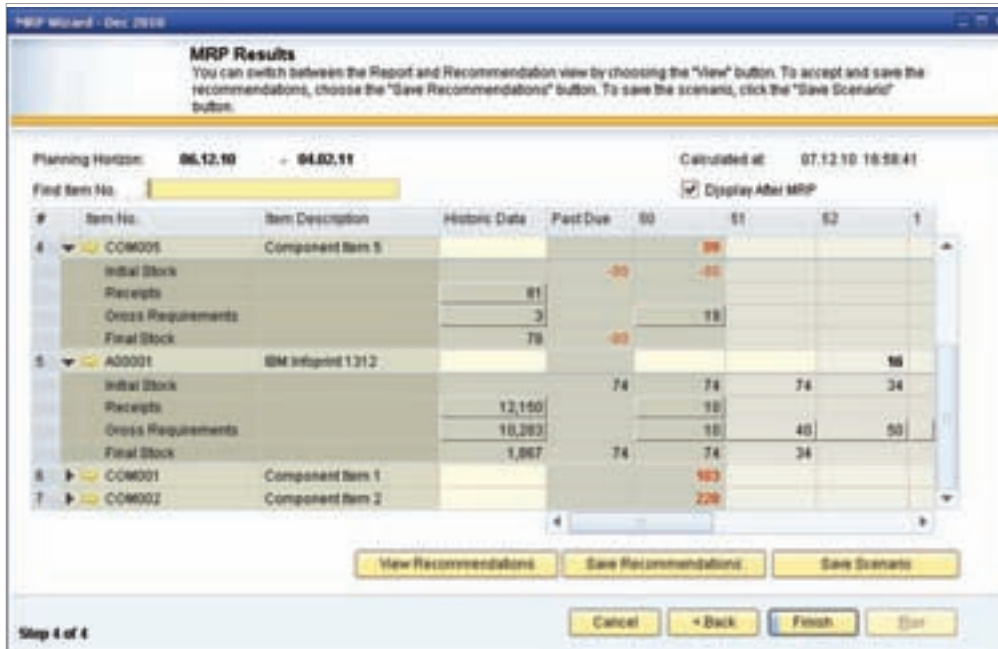 MRP Wizard - Dec 2010
MRP Results
You can switch between the Report and Recommendation view by choosing the "View" button. To accept and save the
recommendations, choose the "Save Recommendations" button. To save the scenario, click the "Save Scenario"
button.
Planning Horizon: 06.12.10 - 04.02.11 Calculated at: 07.12.10 16:58:41
Find Item No. Display After MRP
# Item No. Item Description Historic Data Past Due 50 51 52 1
4 COM005 Component Item 5
Initial Stock
Receipts 81
Gross Requirements 3 19
Final Stock 78
5 A00001 IBM Infoprint 1312 16
Initial Stock 74 74 74 34
Receipts 12,150 10
Gross Requirements 10,283 10 40 50
Final Stock 1,867 74 74 34
6 COM001 Component Item 1 103
7 COM002 Component Item 2 220
View Recommendations Save Recommendations Save Scenario
Step 4 of 4 Cancel < Back Finish Run